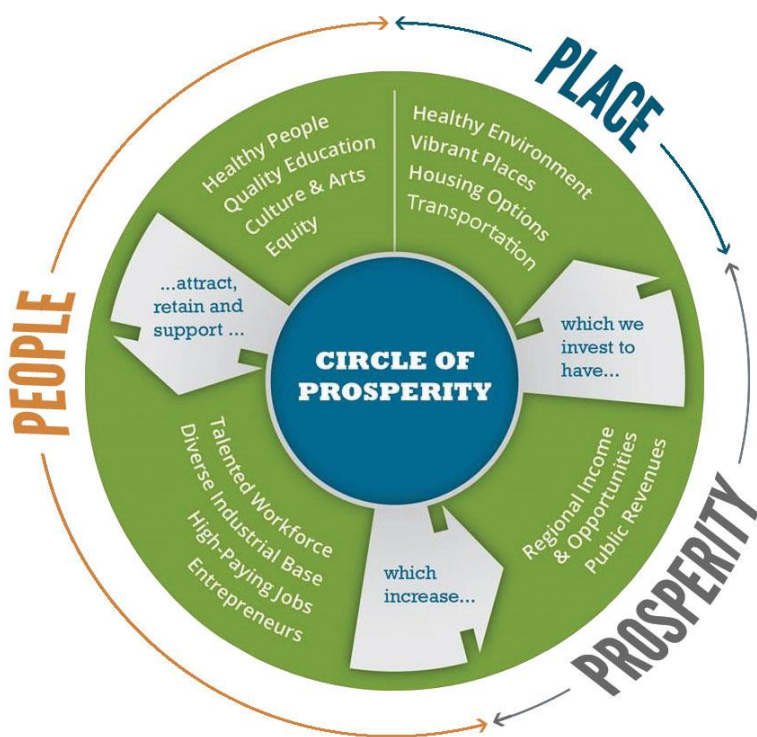 PLACE
PEOPLE
PROSPERITY
Healthy People
Quality Education
Culture & Arts
Equity
Healthy Environment
Vibrant Places
Housing Options
Transportation
...attract,
retain and
support ...
which we
invest to
have...
CIRCLE OF
PROSPERITY
Talented Workforce
Diverse Industrial Base
High-Paying Jobs
Entrepreneurs
which
increase...
Regional Income
& Opportunities
Public Revenues